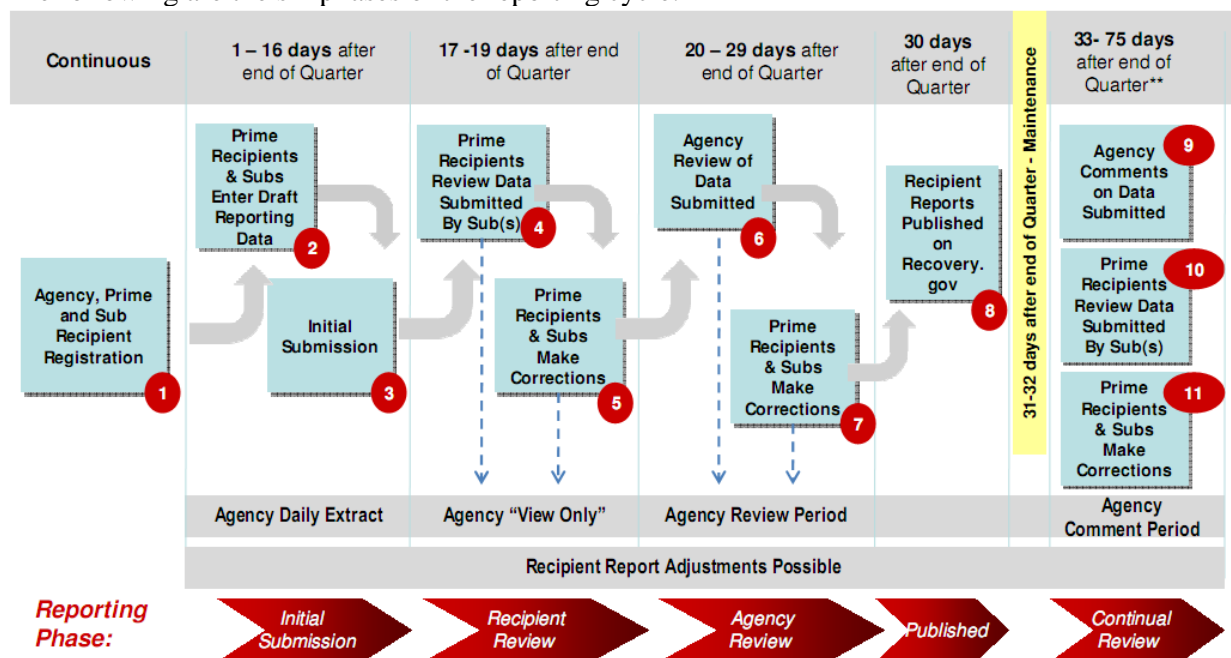 Continuous
1 – 16 days after
end of Quarter
17 -19 days after end
of Quarter
20 – 29 days after
end of Quarter
30 days
after end of
Quarter
31-32 days after end of Quarter - Maintenance
33- 75 days
after end of
Quarter**
Agency, Prime
and Sub
Recipient
Registration
1
Prime
Recipients
& Subs
Enter Draft
Reporting
Data
2
Initial
Submission
3
Prime
Recipients
Review Data
Submitted
By Sub(s)
4
Prime
Recipients
& Subs
Make
Corrections
5
Agency
Review of
Data
Submitted
6
Prime
Recipients
& Subs
Make
Corrections
7
Recipient
Reports
Published
on
Recovery.
gov
8
Agency
Comments
on Data
Submitted
9
Prime
Recipients
Review Data
Submitted
By Sub(s)
10
Prime
Recipients
& Subs
Make
Corrections
11
Agency Daily Extract
Agency “View Only”
Agency Review Period
Agency
Comment Period
Recipient Report Adjustments Possible
Reporting
Phase:
Initial
Submission
Recipient
Review
Agency
Review
Published
Continual
Review